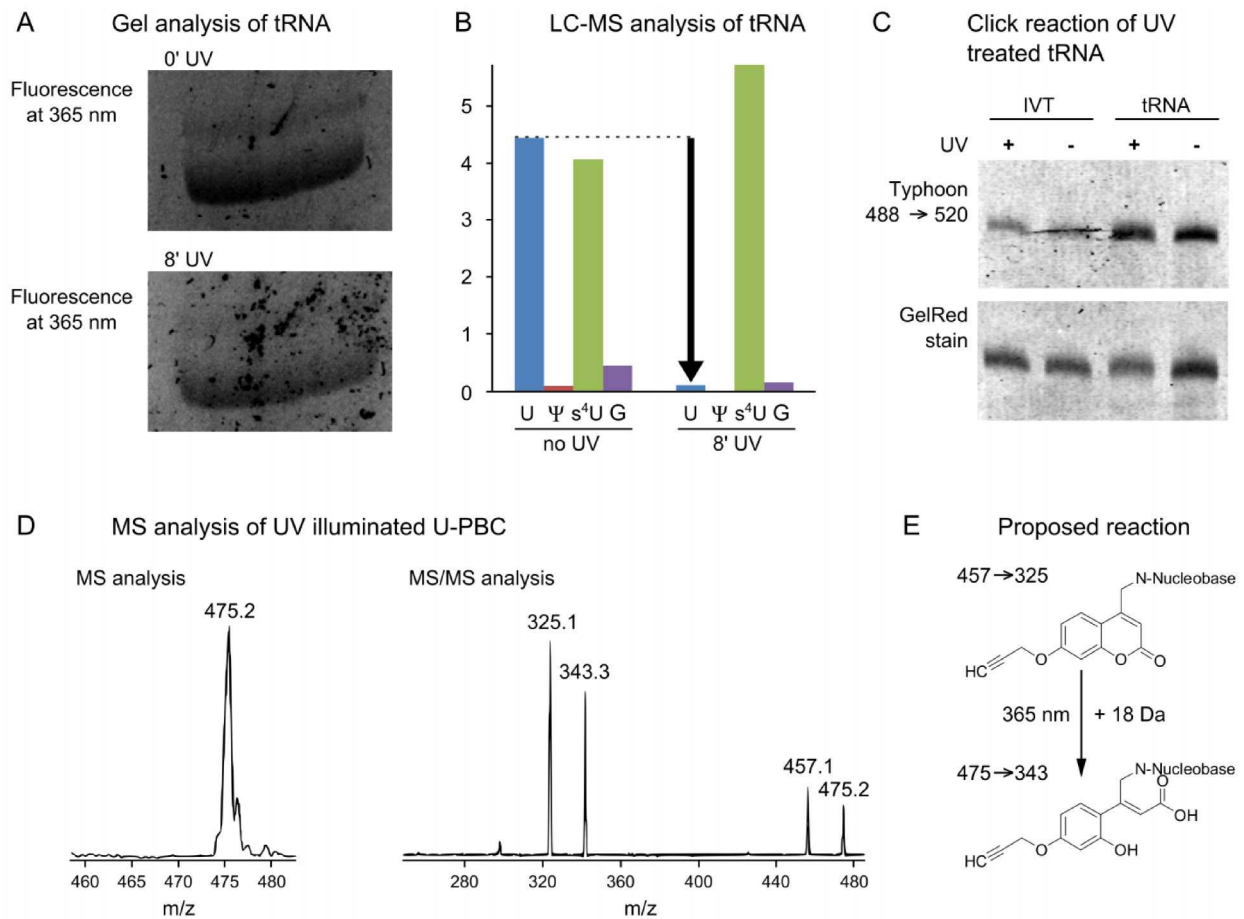 A Gel analysis of tRNA
0' UV
Fluorescence
at 365 nm
8' UV
Fluorescence
at 365 nm
B LC-MS analysis of tRNA
5
4
3
2
1
0
U Ψ s⁴U G U Ψ s⁴U G
no UV 8' UV
C Click reaction of UV
treated tRNA
IVT tRNA
UV + - + -
Typhoon
488 → 520
GelRed
stain
D MS analysis of UV illuminated U-PBC
MS analysis
475.2
460 465 470 475 480
m/z
MS/MS analysis
325.1
343.3
457.1
475.2
280 320 360 400 440 480
m/z
E Proposed reaction
457→325
N-Nucleobase
HC O O O
365 nm + 18 Da
475→343
N-Nucleobase
O
OH
HC O OH